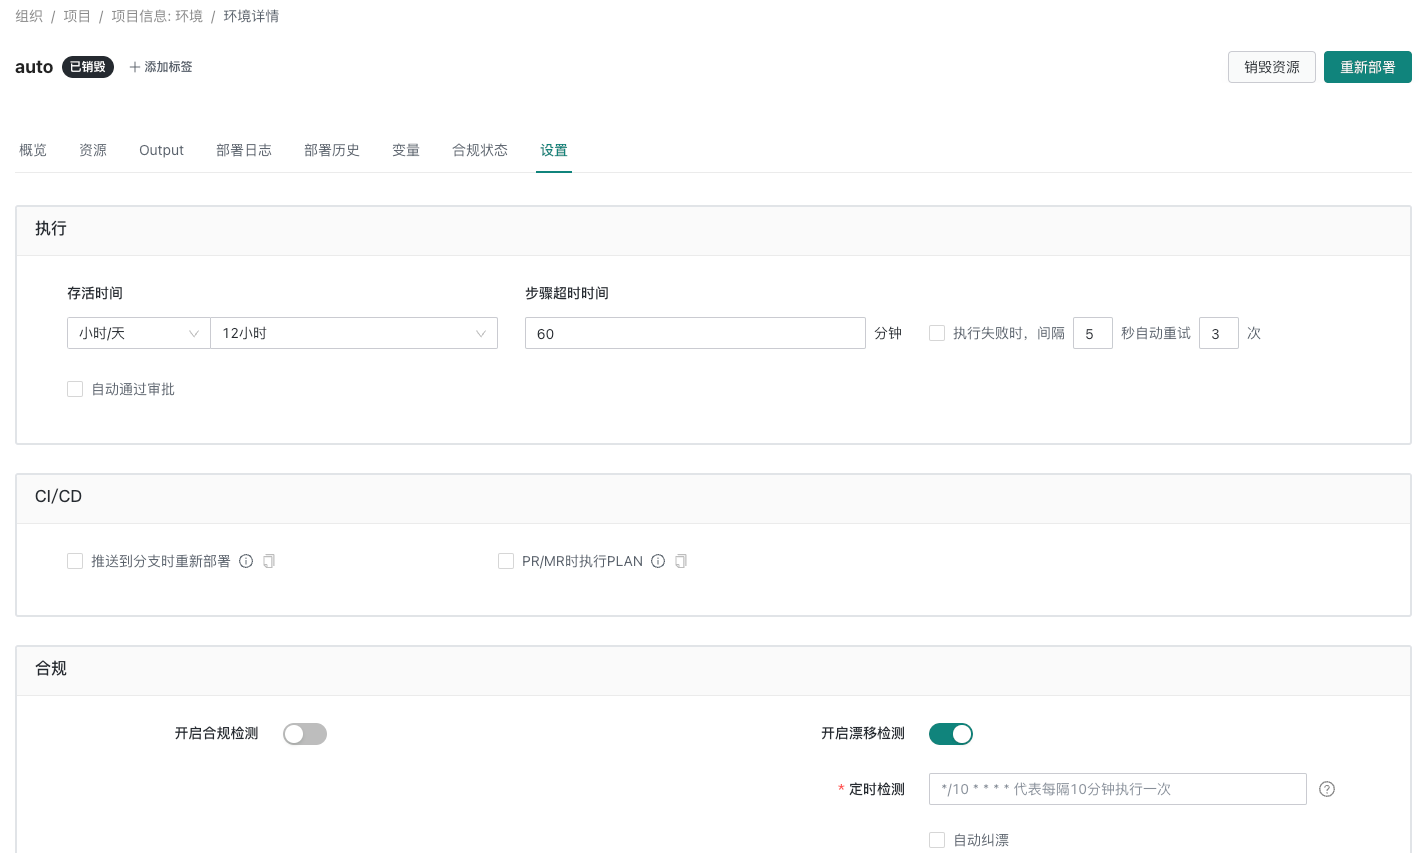 组织 / 项目 / 项目信息: 环境 / 环境详情
auto 已销毁 + 添加标签 销毁资源 重新部署
概览 资源 Output 部署日志 部署历史 变量 合规状态 设置
执行
存活时间 步骤超时时间
小时/天 12小时 60 分钟 执行失败时，间隔 5 秒自动重试 3 次
自动通过审批
CI/CD
推送到分支时重新部署 PR/MR时执行PLAN
合规
开启合规检测 开启漂移检测
* 定时检测 */10 * * * * 代表每隔10分钟执行一次
自动纠漂